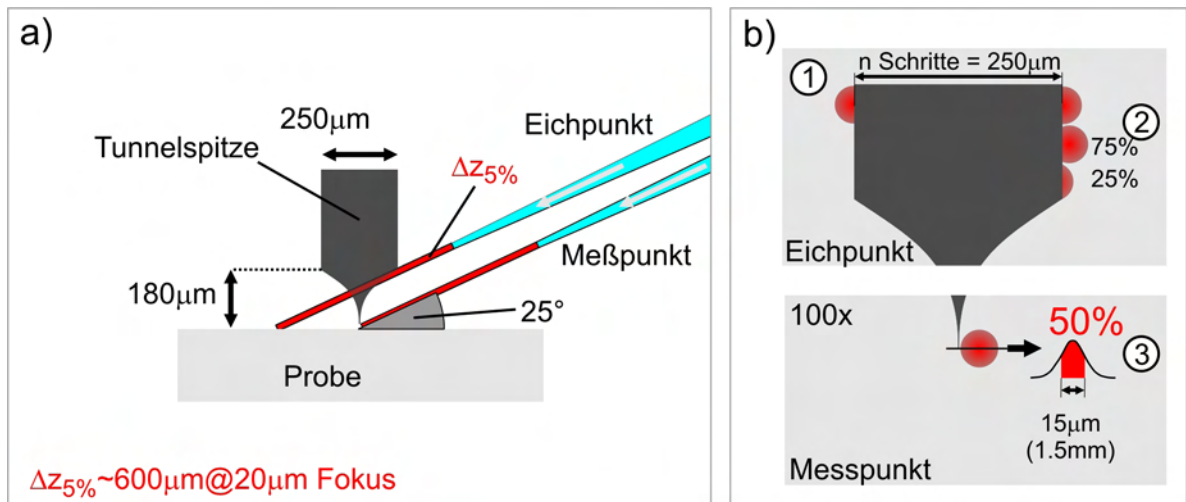 a)
250µm
Tunnelspitze
Eichpunkt
Δz5%
Meßpunkt
180µm
25°
Probe
Δz5%~600µm@20µm Fokus
b)
n Schritte = 250µm
1
2
75%
25%
Eichpunkt
100x
50%
3
15µm
(1.5mm)
Messpunkt